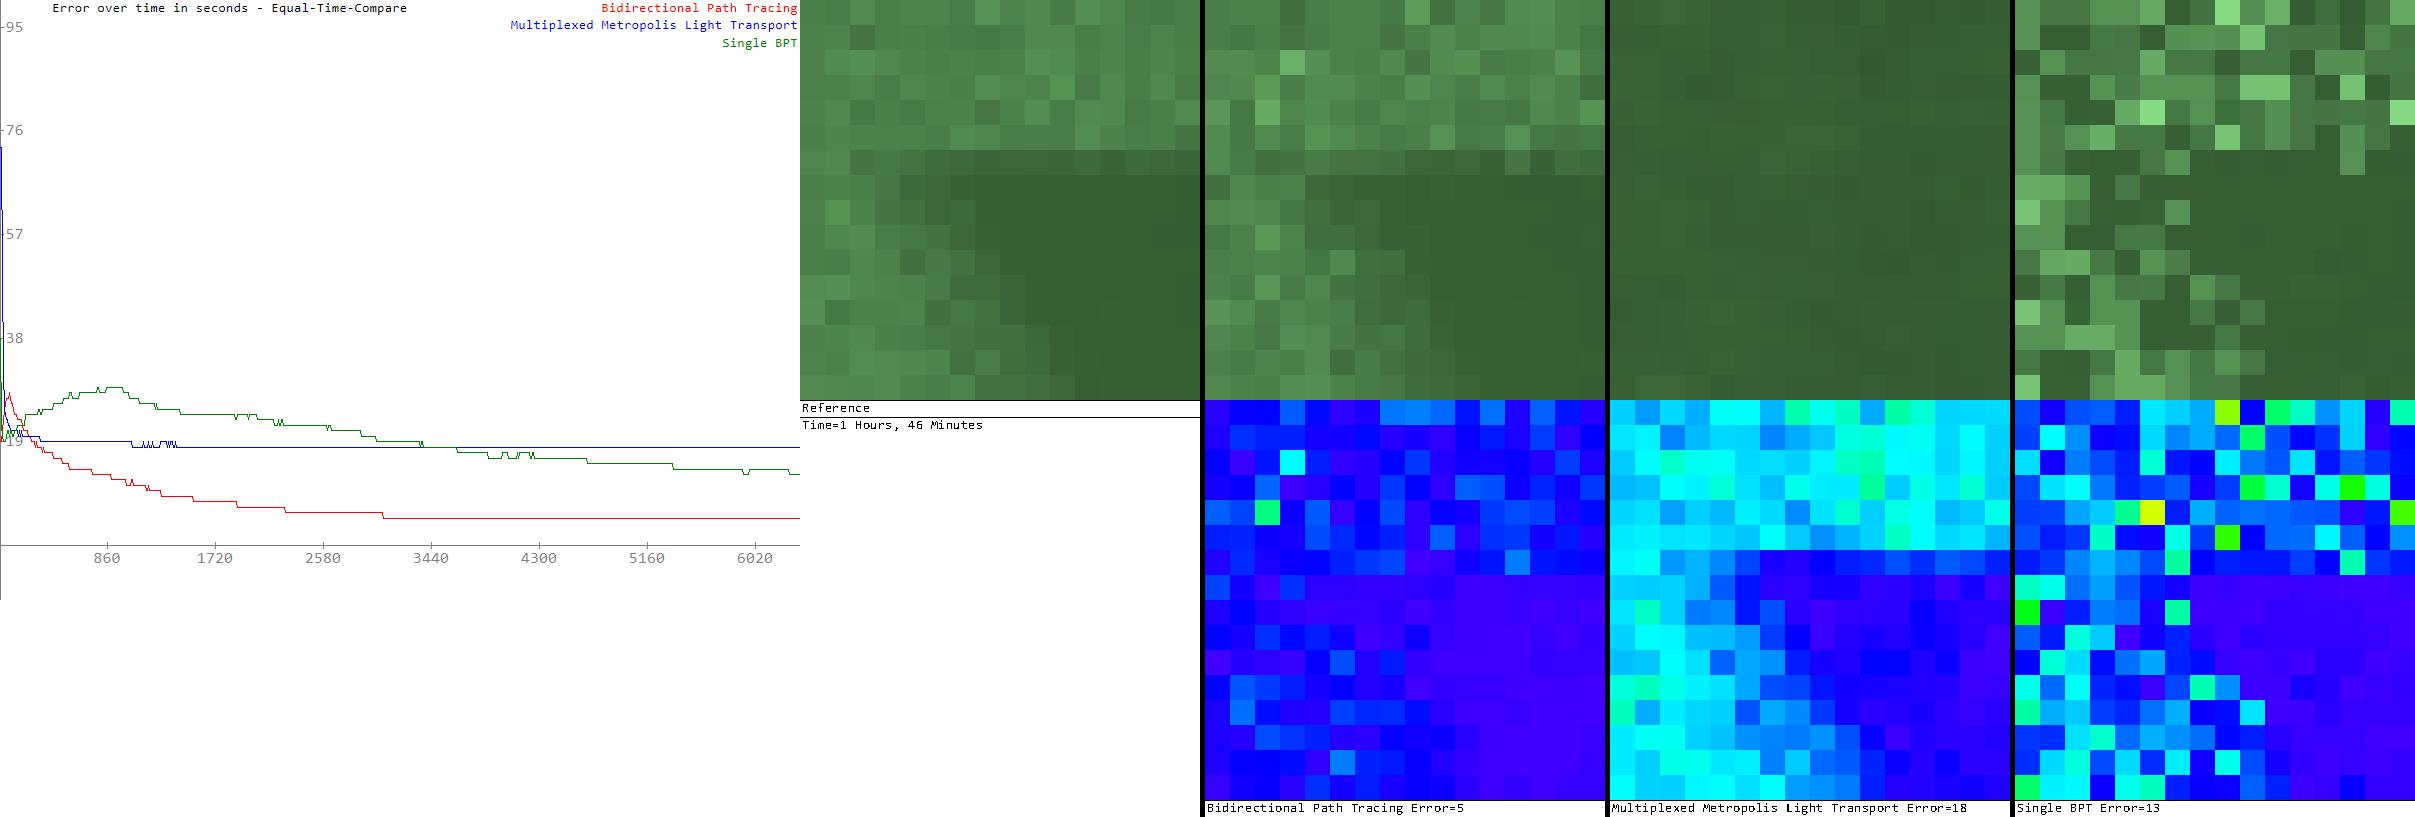 Error over time in seconds - Equal-Time-Compare
Bidirectional Path Tracing
Multiplexed Metropolis Light Transport
Single BPT
95
76
57
38
19
860 1720 2580 3440 4300 5160 6020
Reference
Time=1 Hours, 46 Minutes
Bidirectional Path Tracing Error=5
Multiplexed Metropolis Light Transport Error=18
Single BPT Error=13